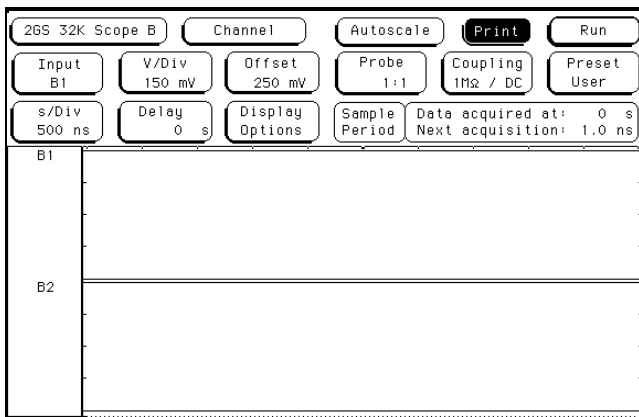 2GS 32K Scope B Channel Autoscale Print Run
Input V/Div Offset Probe Coupling Preset
B1 150 mV 250 mV 1:1 1MΩ / DC User
s/Div Delay Display Sample Data acquired at: 0 s
500 ns 0 s Options Period Next acquisition: 1.0 ns
B1
B2